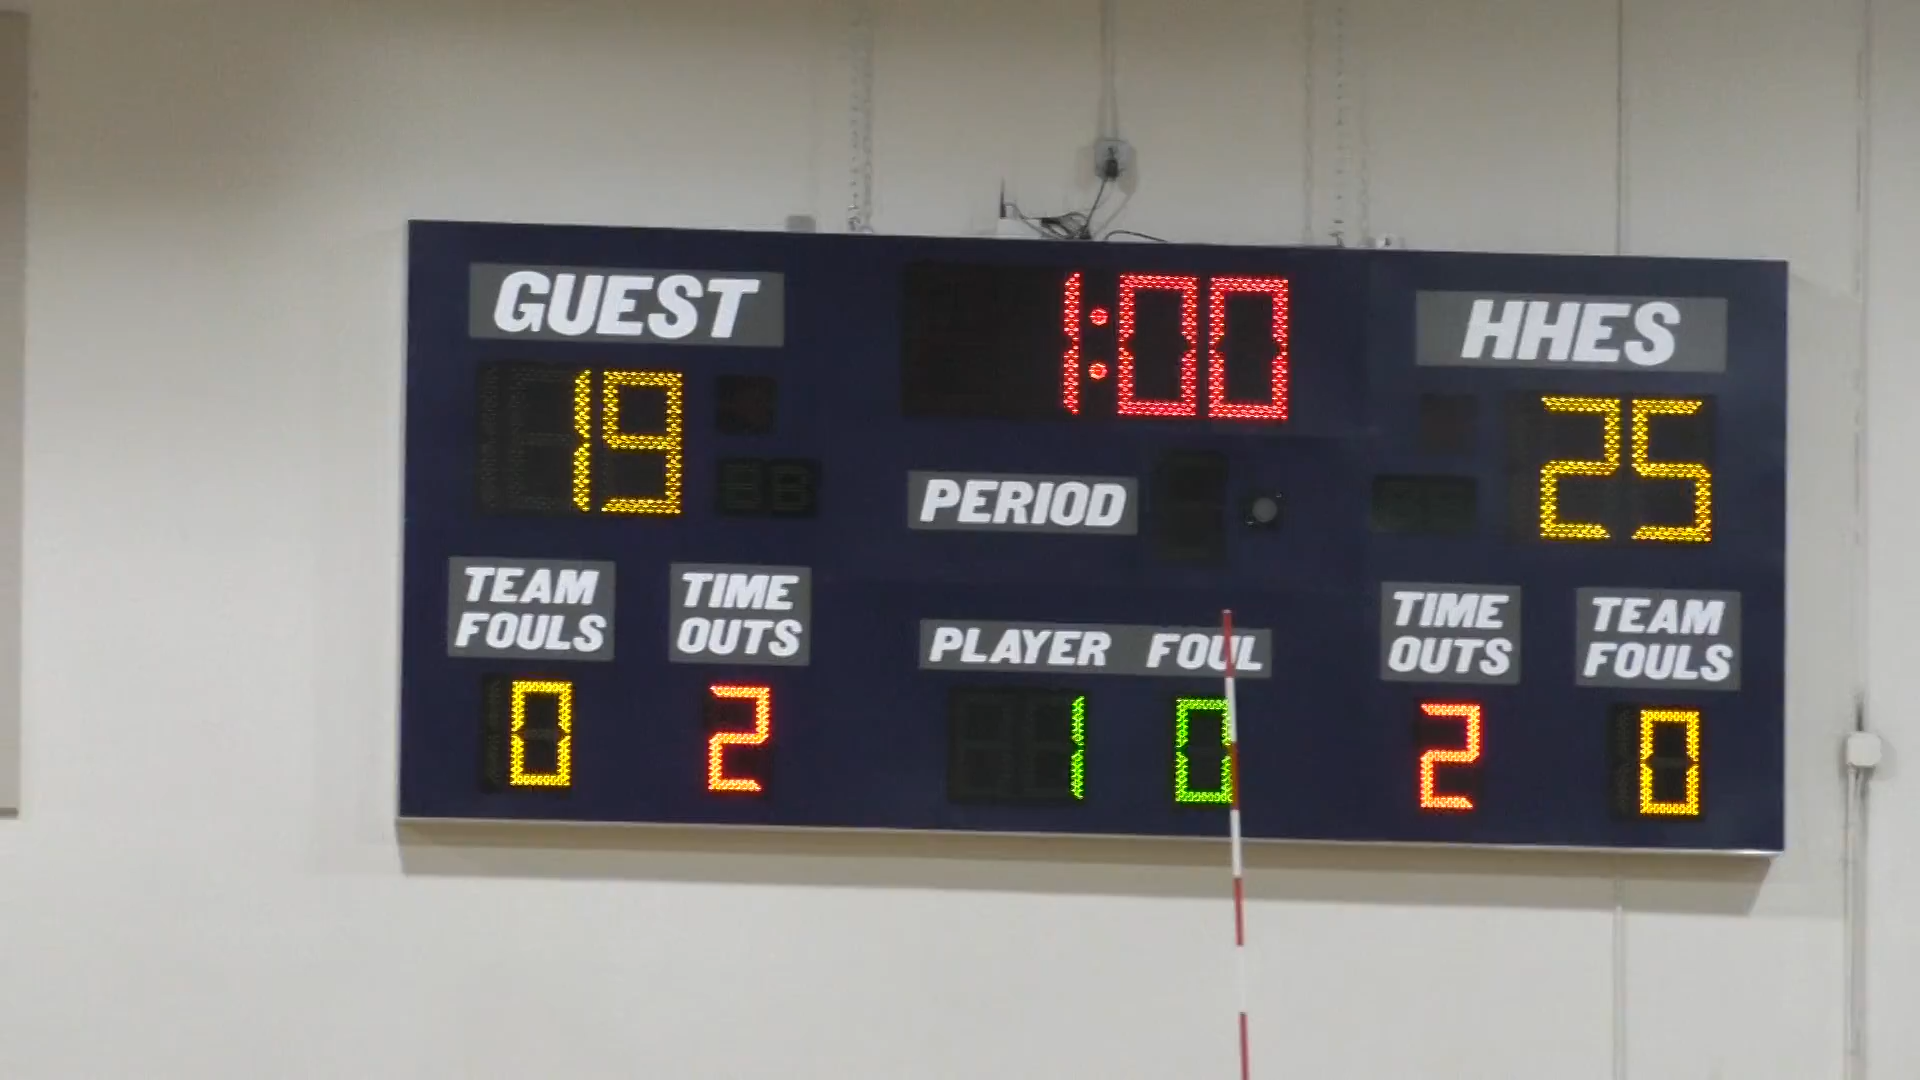 GUEST
1:00
HHES
19
25
PERIOD
TEAM
FOULS
TIME
OUTS
PLAYER FOUL
TIME
OUTS
TEAM
FOULS
0
2
1
0
2
0